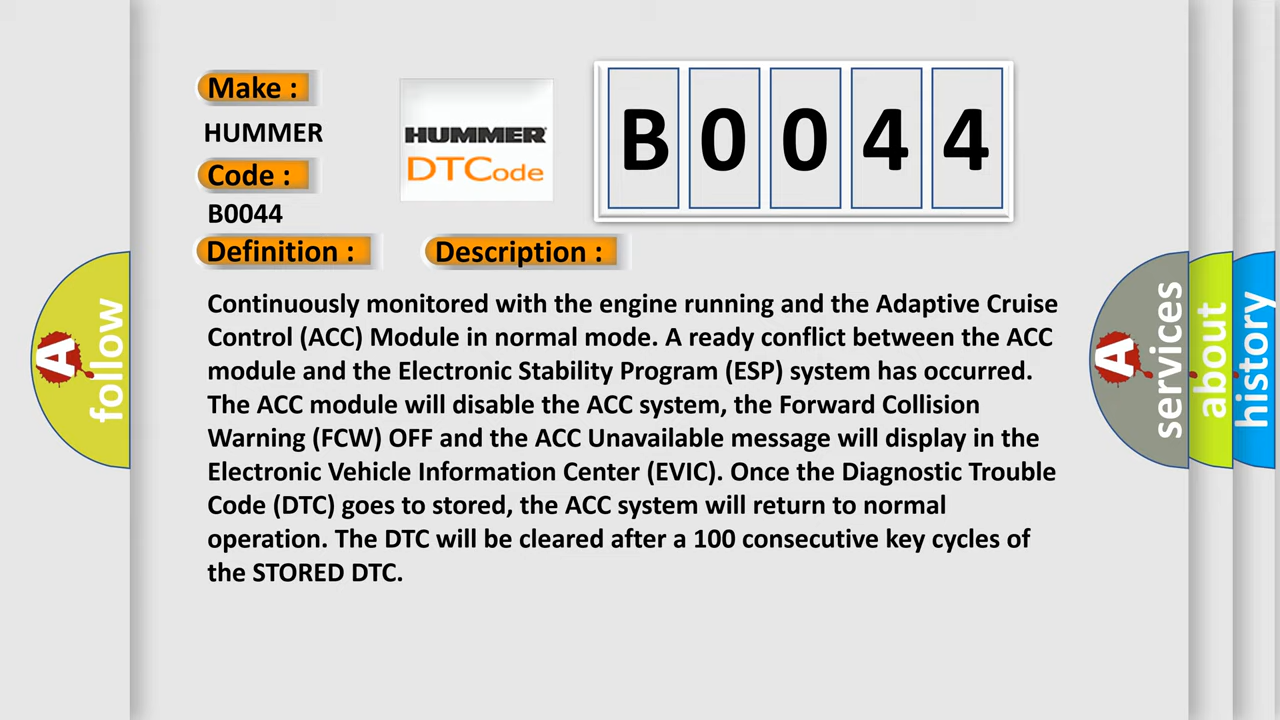 Make :
HUMMER
Code :
B0044
HUMMER
DTCode
B0044
Definition :
Description :
Continuously monitored with the engine running and the Adaptive Cruise
Control (ACC) Module in normal mode. A ready conflict between the ACC
module and the Electronic Stability Program (ESP) system has occurred.
The ACC module will disable the ACC system, the Forward Collision
Warning (FCW) OFF and the ACC Unavailable message will display in the
Electronic Vehicle Information Center (EVIC). Once the Diagnostic Trouble
Code (DTC) goes to stored, the ACC system will return to normal
operation. The DTC will be cleared after a 100 consecutive key cycles of
the STORED DTC.
A
follow
A
services
about
history